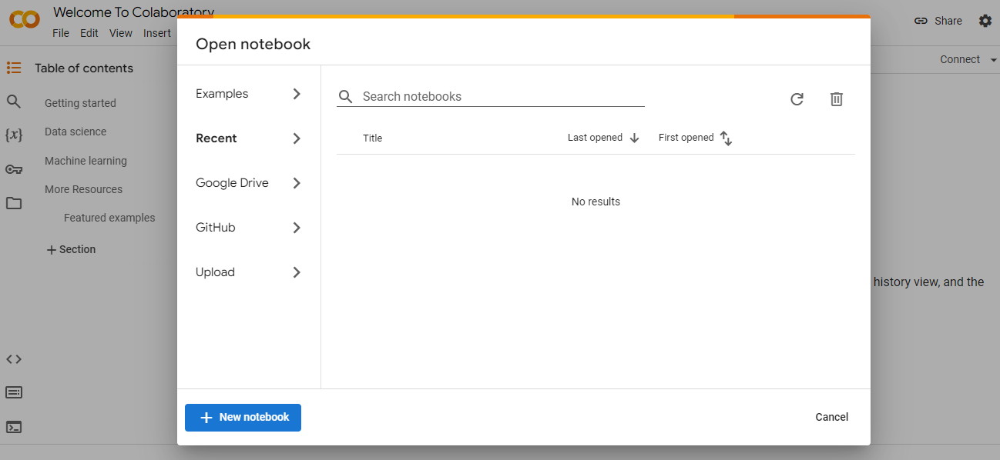 Welcome To Colaboratory
File Edit View Insert
Share
Connect
Table of contents
Getting started
Data science
Machine learning
More Resources
Featured examples
+ Section
{x}
Open notebook
Examples
Recent
Google Drive
GitHub
Upload
Search notebooks
Title Last opened First opened
No results
history view, and the
+ New notebook
Cancel